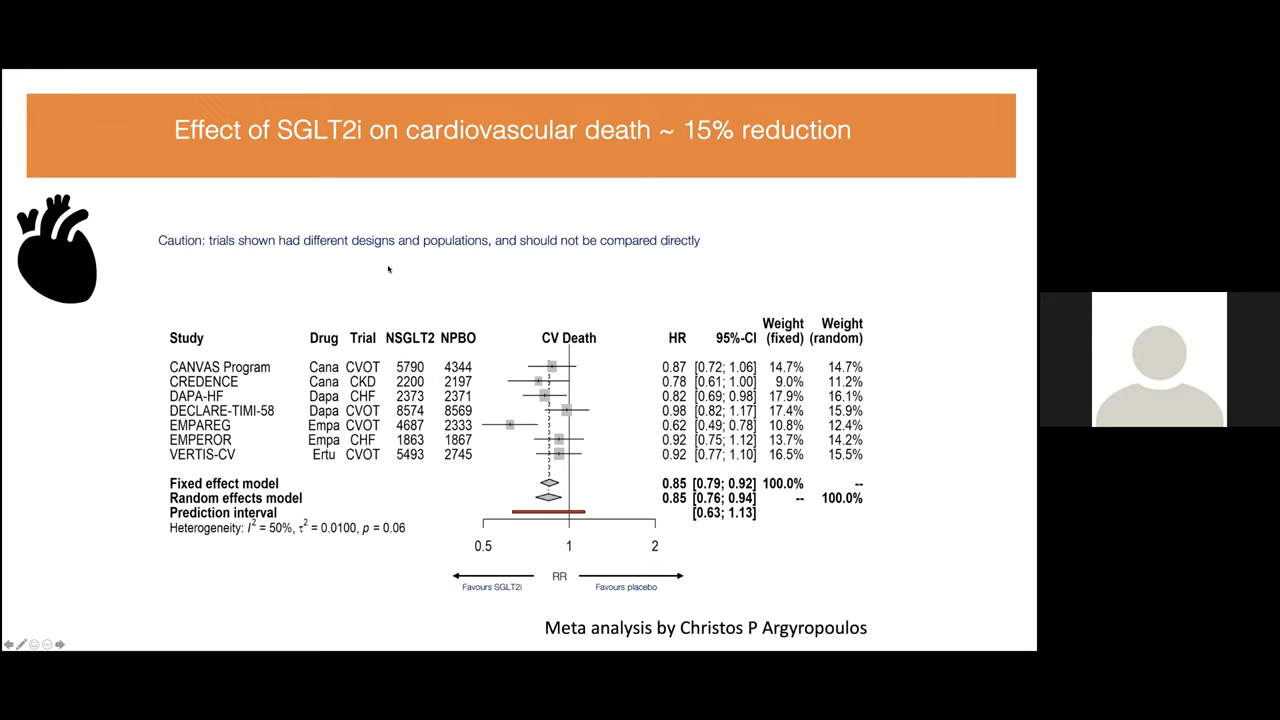 Effect of SGLT2i on cardiovascular death ~ 15% reduction
Caution: trials shown had different designs and populations, and should not be compared directly
Weight Weight
Study Drug Trial NSGLT2 NPBO CV Death HR 95%-CI (fixed) (random)
CANVAS Program Cana CVOT 5790 4344 0.87 [0.72; 1.06] 14.7% 14.7%
CREDENCE Cana CKD 2200 2197 0.78 [0.61; 1.00] 9.0% 11.2%
DAPA-HF Dapa CHF 2373 2371 0.82 [0.69; 0.98] 17.9% 16.1%
DECLARE-TIMI-58 Dapa CVOT 8574 8569 0.98 [0.82; 1.17] 17.4% 15.9%
EMPAREG Empa CVOT 4687 2333 0.62 [0.49; 0.78] 10.8% 12.4%
EMPEROR Empa CHF 1863 1867 0.92 [0.75; 1.12] 13.7% 14.2%
VERTIS-CV Ertu CVOT 5493 2745 0.92 [0.77; 1.10] 16.5% 15.5%
Fixed effect model 0.85 [0.79; 0.92] 100.0% --
Random effects model 0.85 [0.76; 0.94] -- 100.0%
Prediction interval [0.63; 1.13]
Heterogeneity: I² = 50%, τ² = 0.0100, p = 0.06
0.5 1 2
RR
Favours SGLT2i Favours placebo
Meta analysis by Christos P Argyropoulos